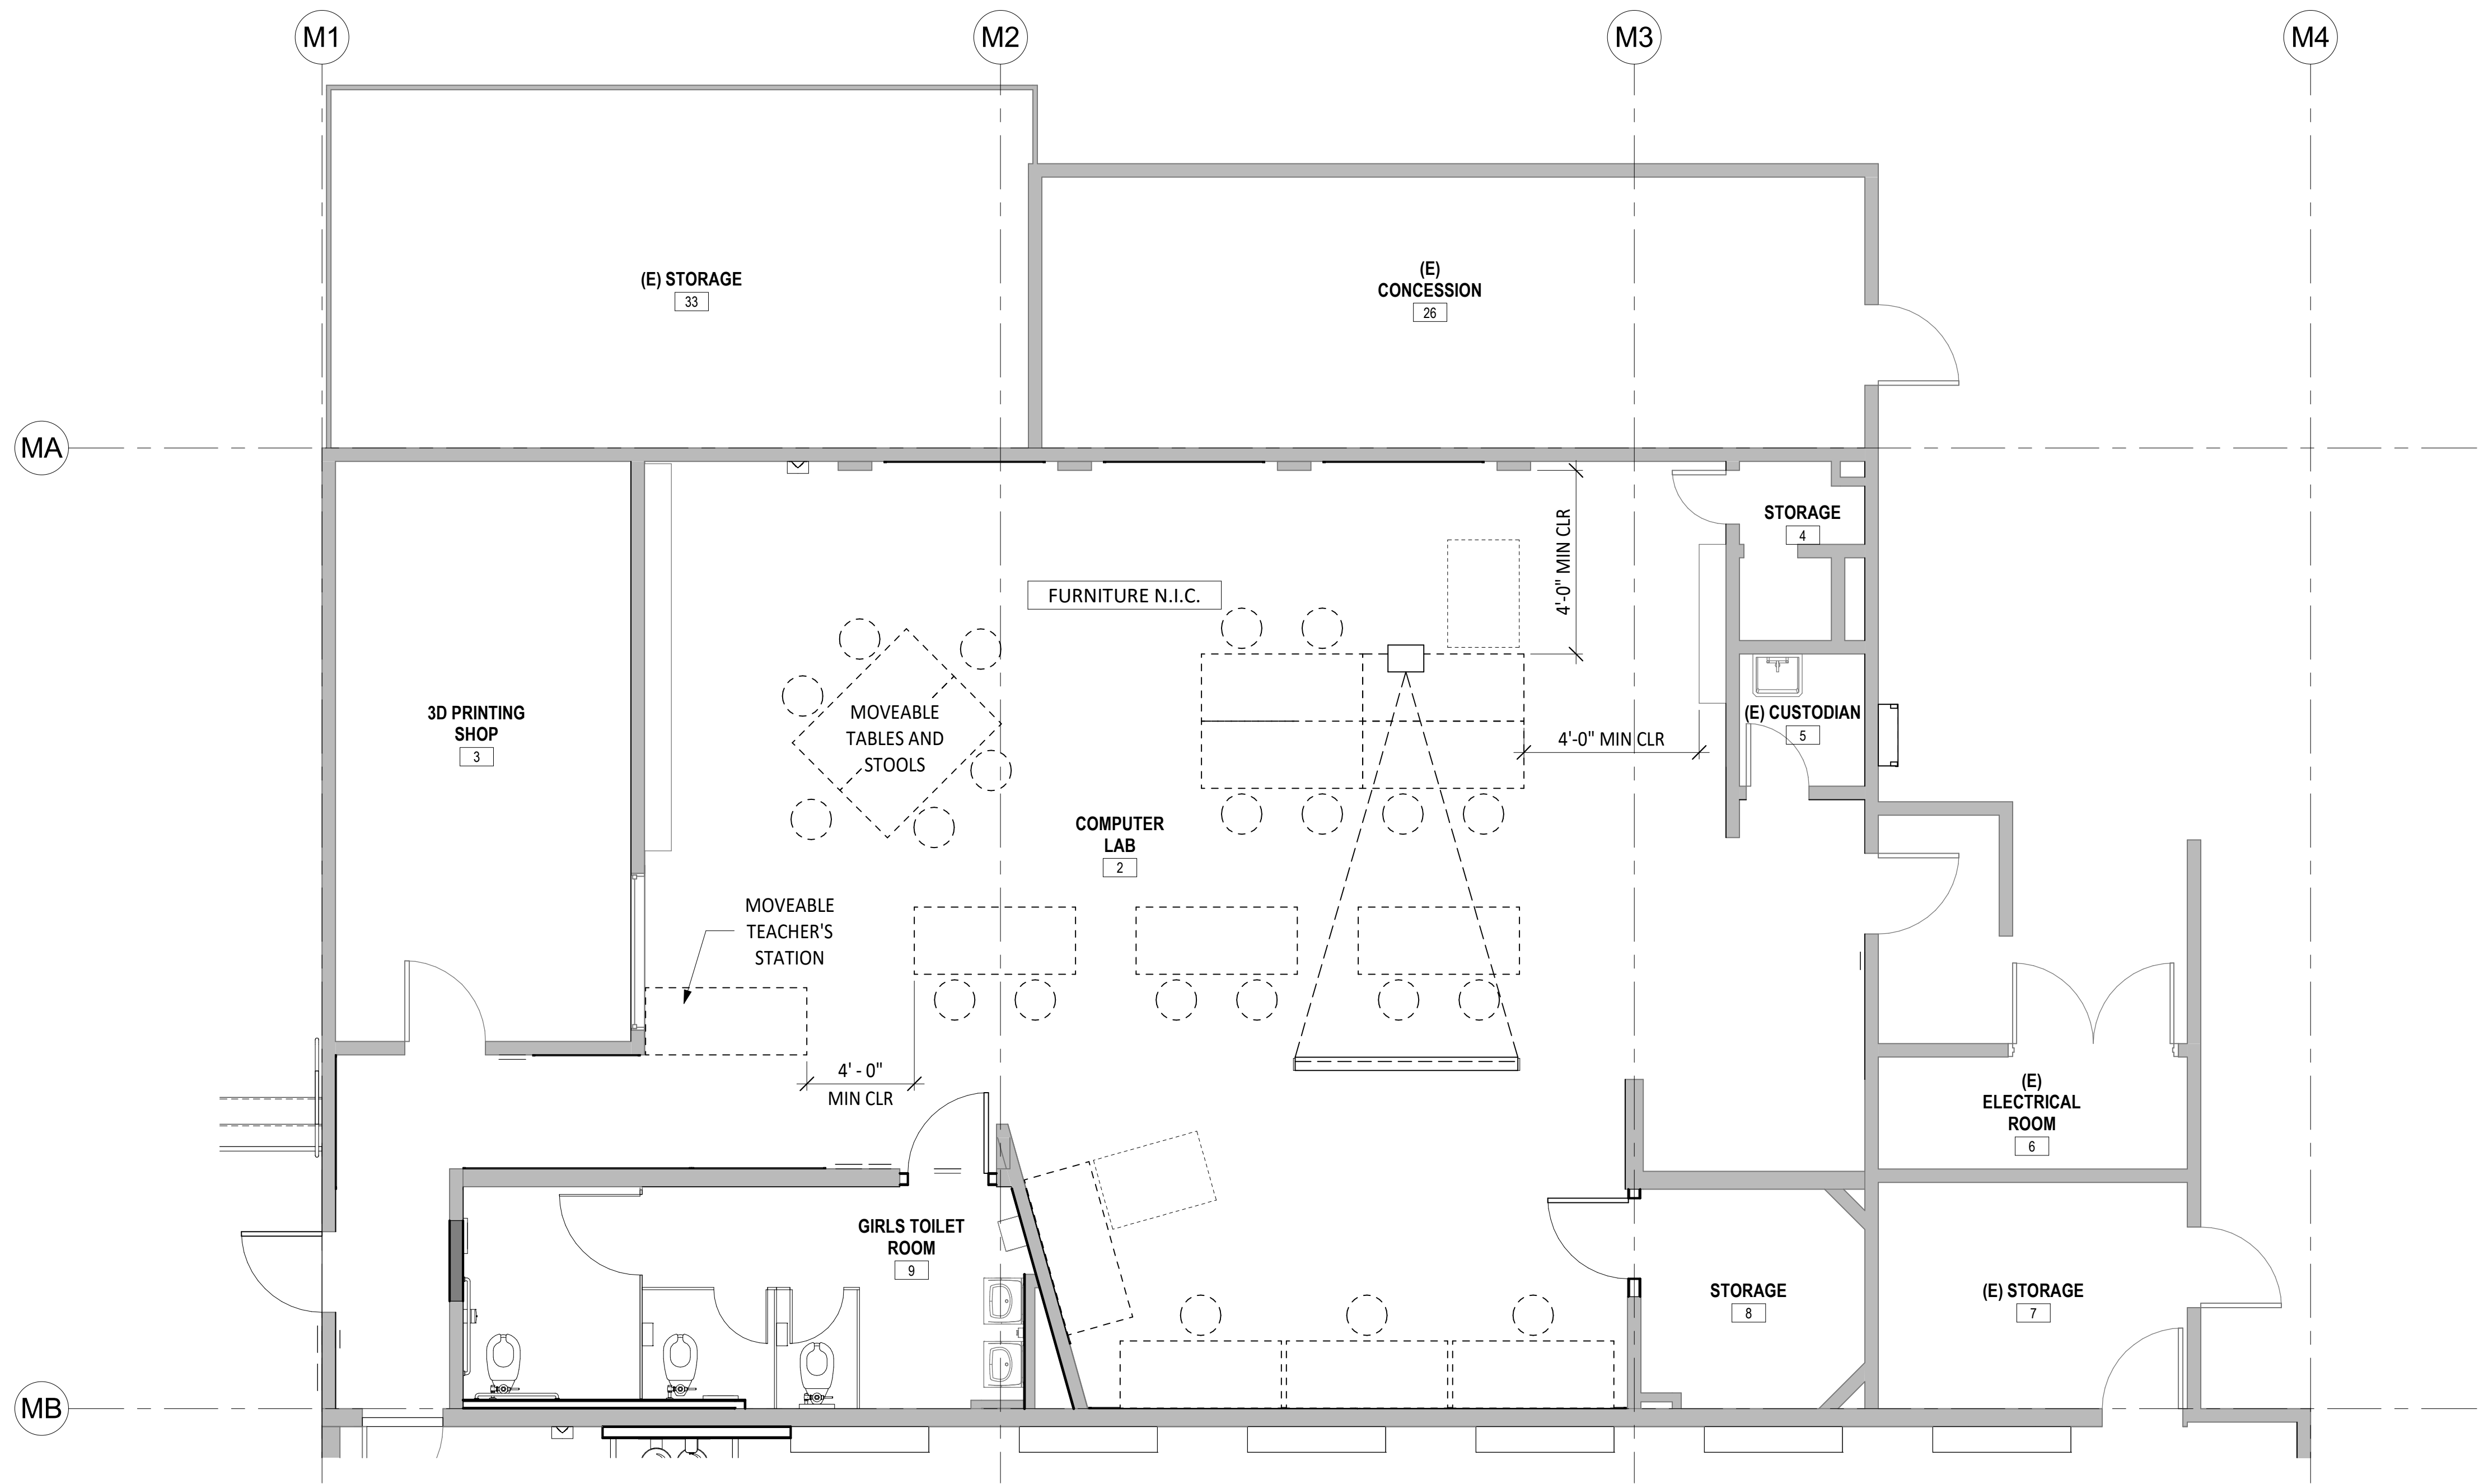 M1
M2
M3
M4
(E) STORAGE
33
(E)
CONCESSION
26
MA
STORAGE
4
4'-0" MIN CLR
FURNITURE N.I.C.
3D PRINTING
SHOP
3
MOVEABLE
TABLES AND
STOOLS
(E) CUSTODIAN
5
4'-0" MIN CLR
COMPUTER
LAB
2
MOVEABLE
TEACHER'S
STATION
4' - 0"
MIN CLR
(E)
ELECTRICAL
ROOM
6
GIRLS TOILET
ROOM
9
STORAGE
8
(E) STORAGE
7
MB